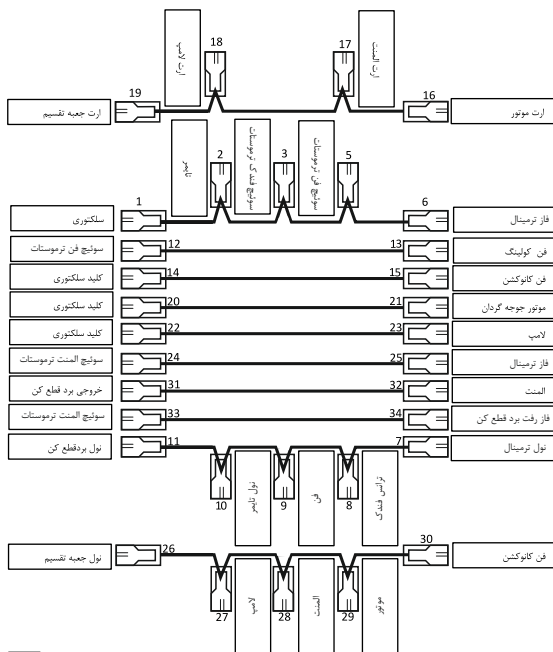 18
17
ارت لامپ
ارت المنت
19
16
ارت جعبه تقسیم
ارت موتور
2
3
5
تایمر
سوئیچ فندک ترموستات
سوئیچ فن ترموستات
1
6
سلکتوری
فاز ترمینال
سوئیچ فن ترموستات
12
13
فن کولینگ
کلید سلکتوری
14
15
فن کانوکشن
کلید سلکتوری
20
21
موتور جوجه گردان
کلید سلکتوری
22
23
لامپ
سوئیچ المنت ترموستات
24
25
فاز ترمینال
خروجی برد قطع کن
31
32
المنت
سوئیچ المنت ترموستات
33
34
فاز رفت برد قطع کن
نول بردقطع کن
11
7
نول ترمینال
10
9
8
نول تایمر
فن
ترانس فندک
نول جعبه تقسیم
26
30
فن کانوکشن
27
28
29
لامپ
المنت
موتور